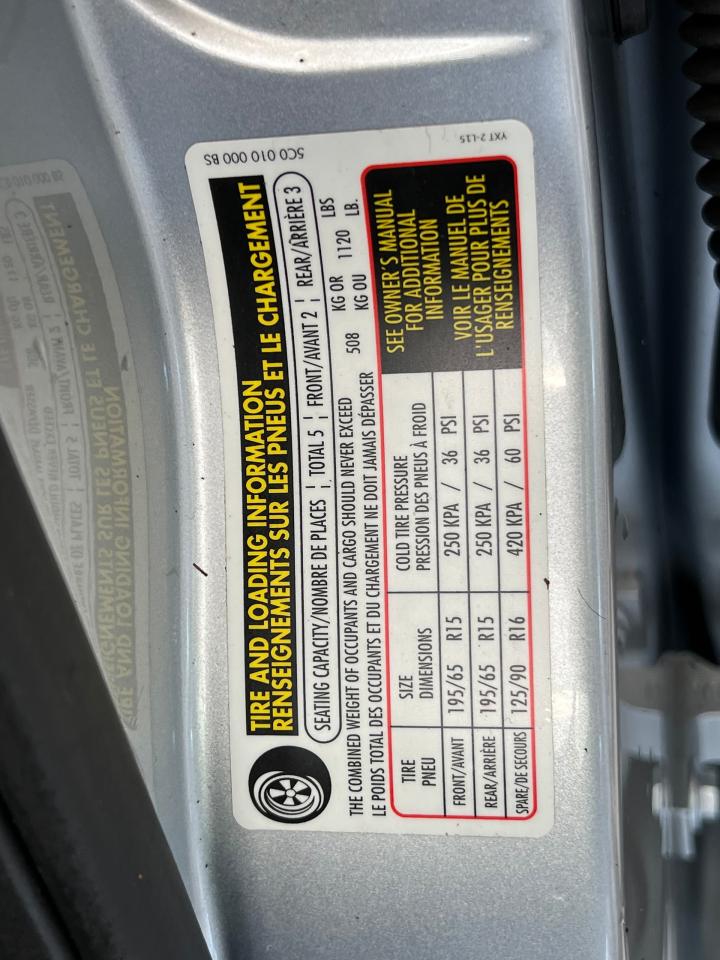 5C0 010 000 BS
TIRE AND LOADING INFORMATION
RENSEIGNEMENTS SUR LES PNEUS ET LE CHARGEMENT
SEATING CAPACITY/NOMBRE DE PLACES ¦ TOTAL 5 ¦ FRONT/AVANT 2 ¦ REAR/ARRIÈRE 3
THE COMBINED WEIGHT OF OCCUPANTS AND CARGO SHOULD NEVER EXCEED 508 KG OR 1120 LBS
LE POIDS TOTAL DES OCCUPANTS ET DU CHARGEMENT NE DOIT JAMAIS DÉPASSER KG OU LB.
TIRE SIZE COLD TIRE PRESSURE
PNEU DIMENSIONS PRESSION DES PNEUS À FROID
FRONT/AVANT 195/65 R15 250 KPA / 36 PSI
REAR/ARRIÈRE 195/65 R15 250 KPA / 36 PSI
SPARE/DE SECOURS 125/90 R16 420 KPA / 60 PSI
SEE OWNER'S MANUAL
FOR ADDITIONAL
INFORMATION
VOIR LE MANUEL DE
L'USAGER POUR PLUS DE
RENSEIGNEMENTS
YXT 2-L15